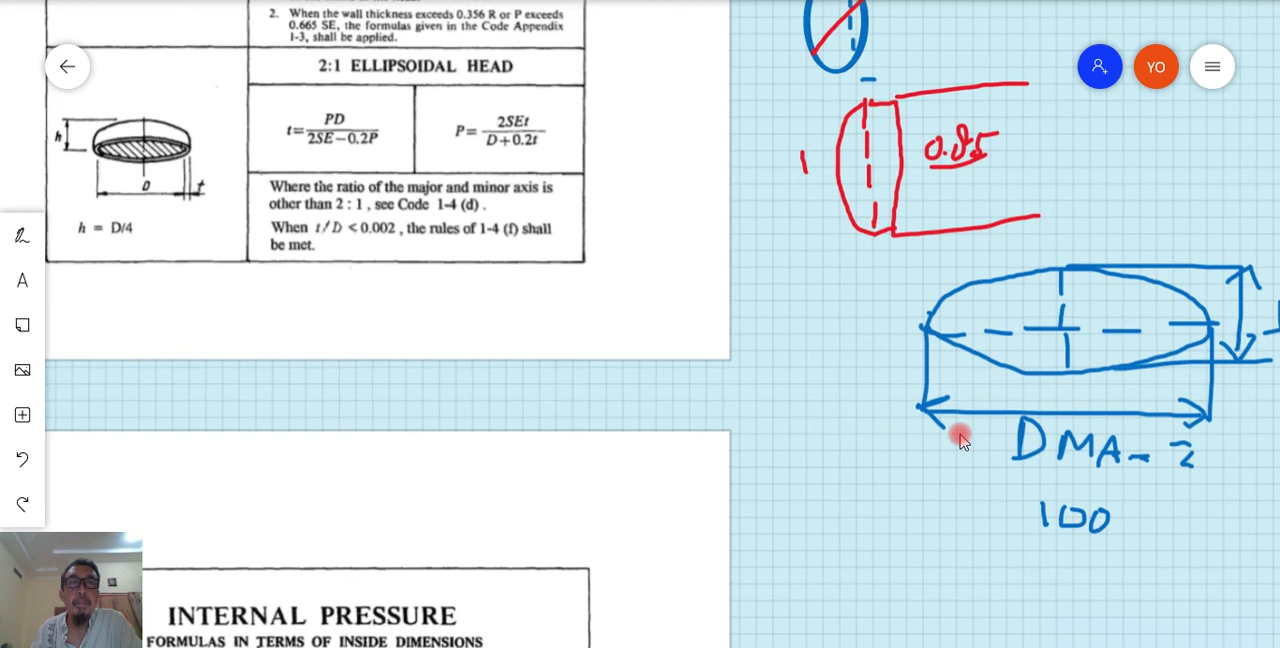 2. When the wall thickness exceeds 0.356 R or P exceeds
0.665 SE, the formulas given in the Code Appendix
1-3, shall be applied.
2:1 ELLIPSOIDAL HEAD
t= PD
2SE−0.2P
P= 2SEt
D+0.2t
h
D
t
h = D/4
Where the ratio of the major and minor axis is
other than 2 : 1 , see Code 1-4 (d) .
When t/D < 0.002 , the rules of 1-4 (f) shall
be met.
INTERNAL PRESSURE
FORMULAS IN TERMS OF INSIDE DIMENSIONS
YO
A
1
0.85
DMA - 2
100